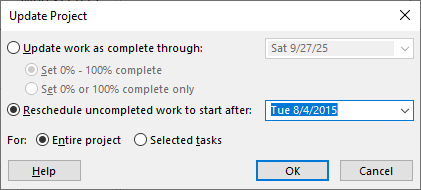 Update Project
Update work as complete through: Sat 9/27/25
Set 0% - 100% complete
Set 0% or 100% complete only
Reschedule uncompleted work to start after: Tue 8/4/2015
For: Entire project Selected tasks
Help OK Cancel